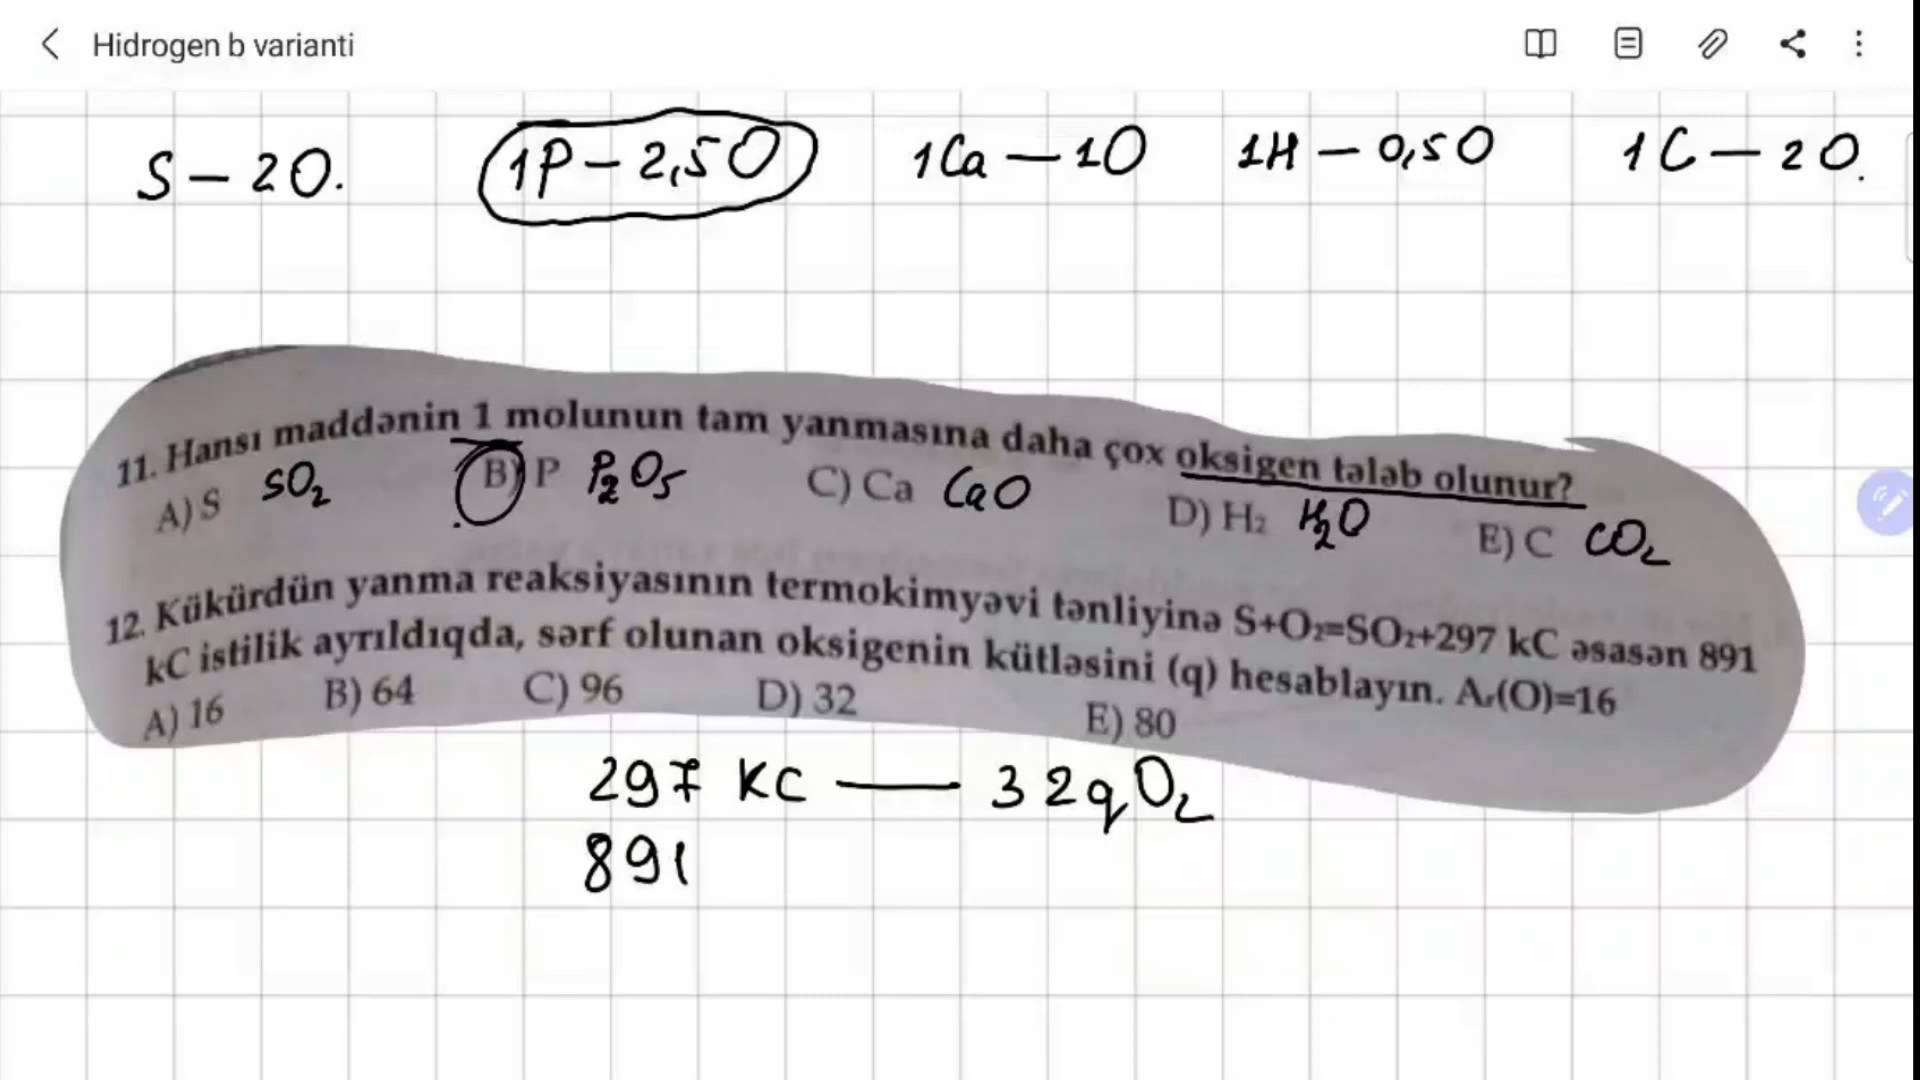 Hidrogen b varianti
S – 2O. 1P – 2,5O 1Ca — 1O 1H – 0,5O 1C – 2O.
11. Hansı maddənin 1 molunun tam yanmasına daha çox oksigen tələb olunur?
A) S SO₂ B) P P₂O₅ C) Ca CaO D) H₂ H₂O E) C CO₂
12. Kükürdün yanma reaksiyasının termokimyəvi tənliyinə S+O₂=SO₂+297 kC əsasən 891
kC istilik ayrıldıqda, sərf olunan oksigenin kütləsini (q) hesablayın. Aᵣ(O)=16
A) 16 B) 64 C) 96 D) 32 E) 80
297 KC — 32q O₂
891